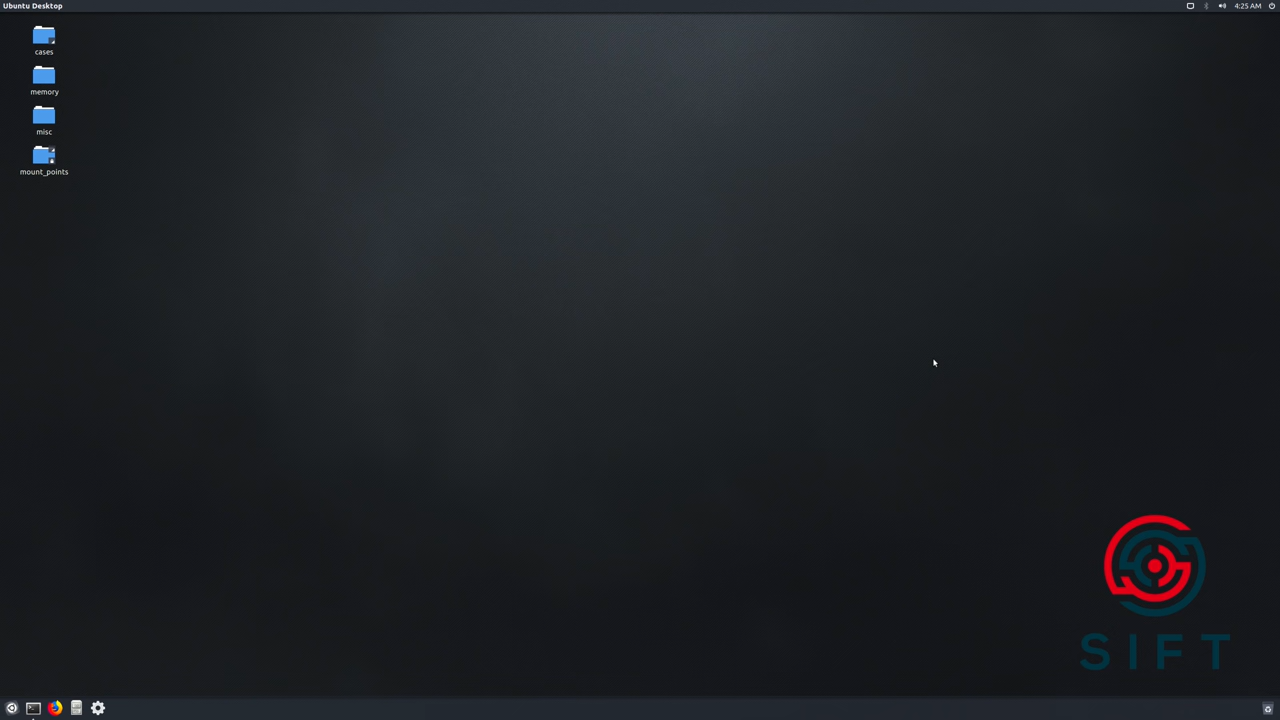 Ubuntu Desktop
4:25 AM
cases
memory
misc
mount_points
SIFT